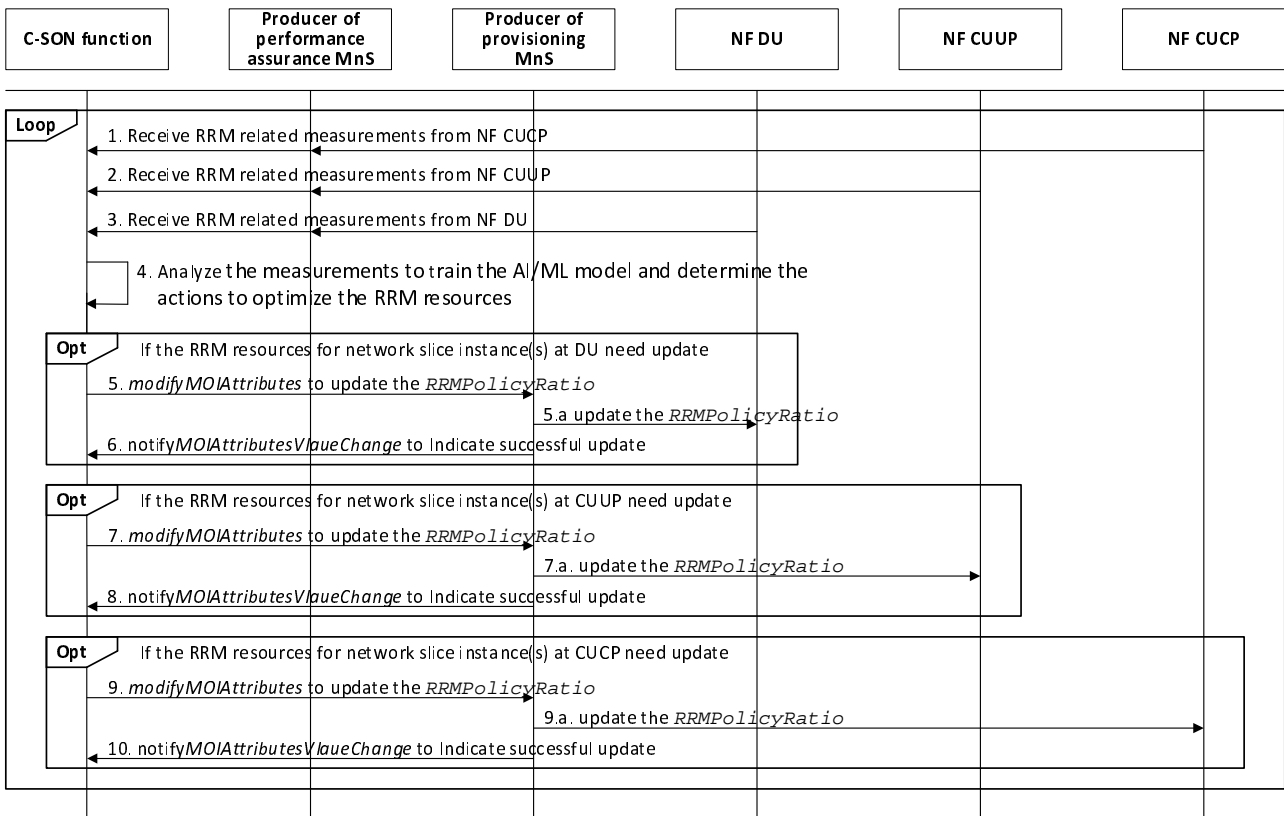 C-SON function
Producer of
performance
assurance MnS
Producer of
provisioning
MnS
NF DU
NF CUUP
NF CUCP
Loop
1. Receive RRM related measurements from NF CUCP
2. Receive RRM related measurements from NF CUUP
3. Receive RRM related measurements from NF DU
4. Analyze the measurements to train the AI/ML model and determine the
actions to optimize the RRM resources
Opt
If the RRM resources for network slice instance(s) at DU need update
5. modifyMOIAttributes to update the RRMPolicyRatio
5.a update the RRMPolicyRatio
6. notifyMOIAttributesVlaueChange to Indicate successful update
Opt
If the RRM resources for network slice instance(s) at CUUP need update
7. modifyMOIAttributes to update the RRMPolicyRatio
7.a. update the RRMPolicyRatio
8. notifyMOIAttributesVlaueChange to Indicate successful update
Opt
If the RRM resources for network slice instance(s) at CUCP need update
9. modifyMOIAttributes to update the RRMPolicyRatio
9.a. update the RRMPolicyRatio
10. notifyMOIAttributesVlaueChange to Indicate successful update